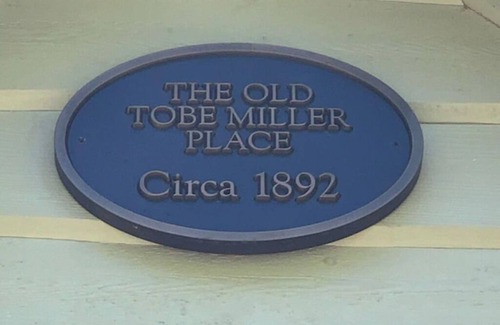 THE OLD
TOBE MILLER
PLACE
Circa 1892